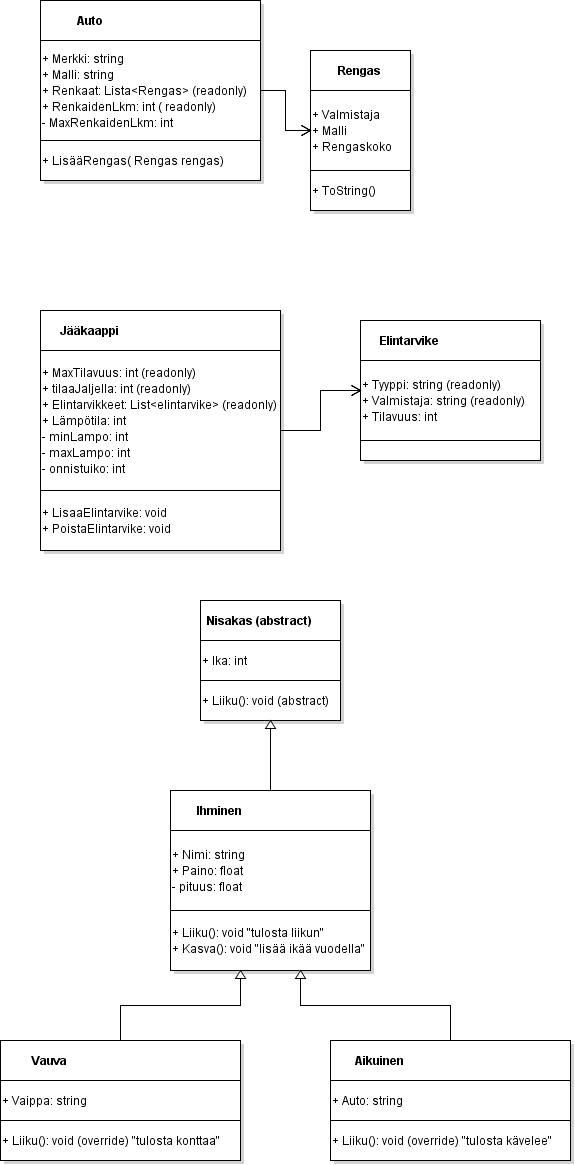 Auto
+ Merkki: string
+ Malli: string
+ Renkaat: Lista<Rengas> (readonly)
+ RenkaidenLkm: int ( readonly)
- MaxRenkaidenLkm: int
+ LisääRengas( Rengas rengas)
Rengas
+ Valmistaja
+ Malli
+ Rengaskoko
+ ToString()
Jääkaappi
+ MaxTilavuus: int (readonly)
+ tilaaJaljella: int (readonly)
+ Elintarvikkeet: List<elintarvike> (readonly)
+ Lämpötila: int
- minLampo: int
- maxLampo: int
- onnistuiko: int
+ LisaaElintarvike: void
+ PoistaElintarvike: void
Elintarvike
+ Tyyppi: string (readonly)
+ Valmistaja: string (readonly)
+ Tilavuus: int
Nisakas (abstract)
+ Ika: int
+ Liiku(): void (abstract)
Ihminen
+ Nimi: string
+ Paino: float
- pituus: float
+ Liiku(): void "tulosta liikun"
+ Kasva(): void "lisää ikää vuodella"
Vauva
+ Vaippa: string
+ Liiku(): void (override) "tulosta konttaa"
Aikuinen
+ Auto: string
+ Liiku(): void (override) "tulosta kävelee"